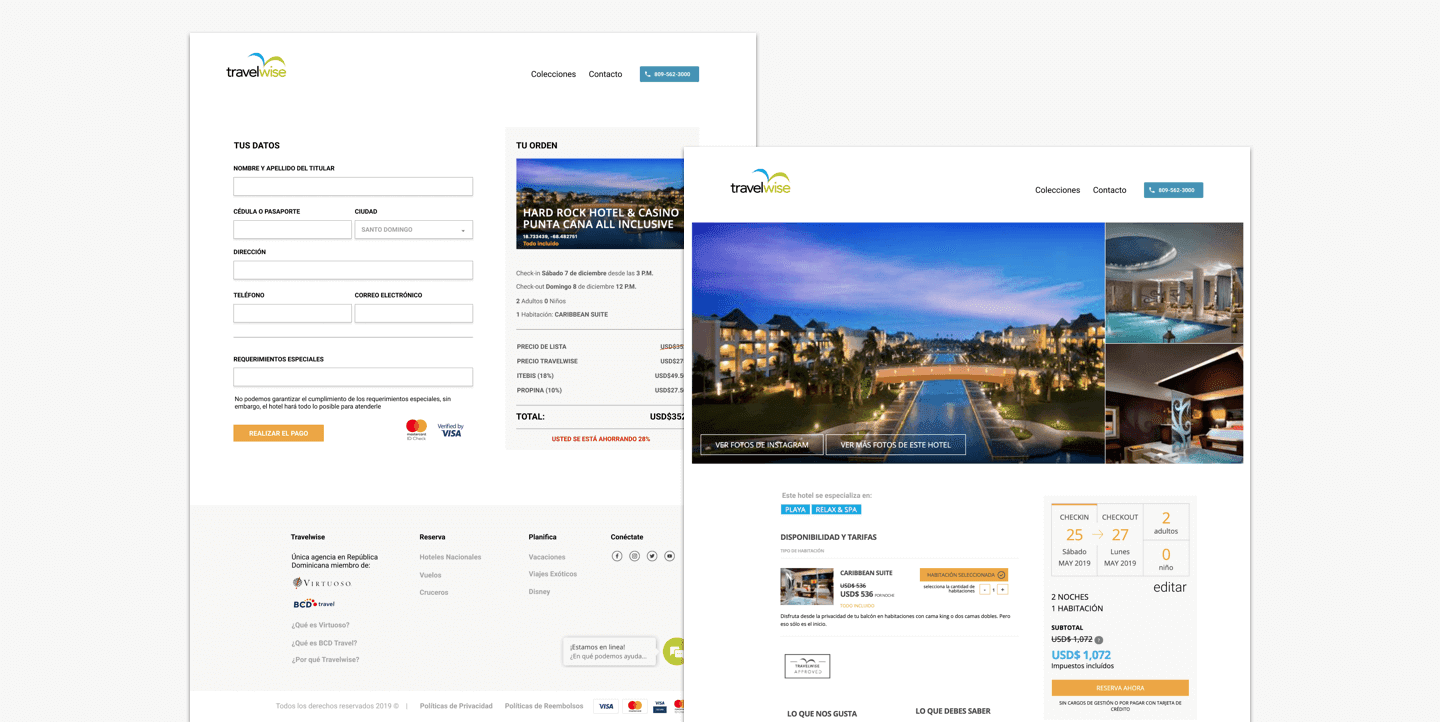 travelwise
Colecciones Contacto 809-562-3000
TUS DATOS
NOMBRE Y APELLIDO DEL TITULAR
CÉDULA O PASAPORTE CIUDAD
SANTO DOMINGO
DIRECCIÓN
TELÉFONO CORREO ELECTRÓNICO
REQUERIMIENTOS ESPECIALES
No podemos garantizar el cumplimiento de los requerimientos especiales, sin
embargo, el hotel hará todo lo posible para atenderle
REALIZAR EL PAGO
mastercard
ID Check
Verified by
VISA
TU ORDEN
HARD ROCK HOTEL & CASINO
PUNTA CANA ALL INCLUSIVE
18.733439, -68.482751
Todo incluido
Check-in Sábado 7 de diciembre desde las 3 P.M.
Check-out Domingo 8 de diciembre 12 P.M.
2 Adultos 0 Niños
1 Habitación: CARIBBEAN SUITE
PRECIO DE LISTA USD$35
PRECIO TRAVELWISE USD$27
ITEBIS (18%) USD$49.5
PROPINA (10%) USD$27.5
TOTAL: USD$352
USTED SE ESTÁ AHORRANDO 28%
Travelwise
Única agencia en República
Dominicana miembro de:
VIRTUOSO
BCD travel
¿Qué es Virtuoso?
¿Qué es BCD Travel?
¿Por qué Travelwise?
Reserva
Hoteles Nacionales
Vuelos
Cruceros
Planifica
Vacaciones
Viajes Exóticos
Disney
Conéctate
¡Estamos en linea!
¿En qué podemos ayuda...
Todos los derechos reservados 2019 © | Políticas de Privacidad Políticas de Reembolsos
VISA
VISA
travelwise
Colecciones Contacto 809-562-3000
VER FOTOS DE INSTAGRAM VER MÁS FOTOS DE ESTE HOTEL
Este hotel se especializa en:
PLAYA RELAX & SPA
DISPONIBILIDAD Y TARIFAS
TIPO DE HABITACIÓN
CARIBBEAN SUITE
USD$ 536
USD$ 536 POR NOCHE
TODO INCLUIDO
HABITACIÓN SELECCIONADA
selecciona la cantidad de
habitaciones - 1 +
Disfruta desde la privacidad de tu balcón en habitaciones con cama king o dos camas dobles. Pero
eso sólo es el inicio.
TRAVELWISE
APPROVED
LO QUE NOS GUSTA LO QUE DEBES SABER
CHECKIN CHECKOUT
25 27
Sábado Lunes
MAY 2019 MAY 2019
2
adultos
0
niño
editar
2 NOCHES
1 HABITACIÓN
SUBTOTAL
USD$ 1,072
USD$ 1,072
Impuestos incluídos
RESERVA AHORA
SIN CARGOS DE GESTIÓN O POR PAGAR CON TARJETA DE
CRÉDITO